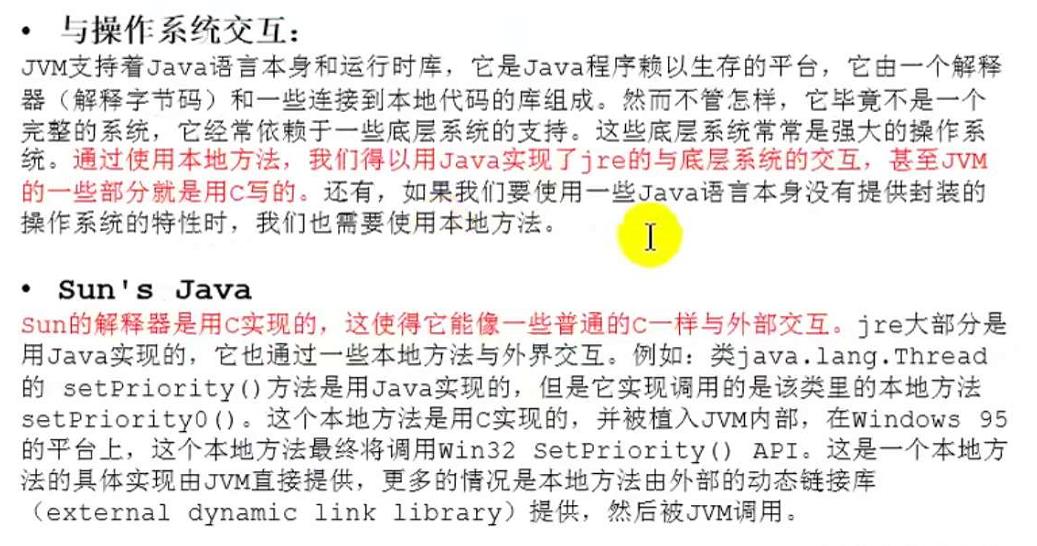 • 与操作系统交互：
JVM支持着Java语言本身和运行时库，它是Java程序赖以生存的平台，它由一个解释
器（解释字节码）和一些连接到本地代码的库组成。然而不管怎样，它毕竟不是一个
完整的系统，它经常依赖于一些底层系统的支持。这些底层系统常常是强大的操作系
统。通过使用本地方法，我们得以用Java实现了jre的与底层系统的交互，甚至JVM
的一些部分就是用C写的。还有，如果我们要使用一些Java语言本身没有提供封装的
操作系统的特性时，我们也需要使用本地方法。
• Sun's Java
Sun的解释器是用C实现的，这使得它能像一些普通的C一样与外部交互。jre大部分是
用Java实现的，它也通过一些本地方法与外界交互。例如：类java.lang.Thread
的 setPriority()方法是用Java实现的，但是它实现调用的是该类里的本地方法
setPriority0()。这个本地方法是用C实现的，并被植入JVM内部，在Windows 95
的平台上，这个本地方法最终将调用Win32 SetPriority() API。这是一个本地方
法的具体实现由JVM直接提供，更多的情况是本地方法由外部的动态链接库
（external dynamic link library）提供，然后被JVM调用。